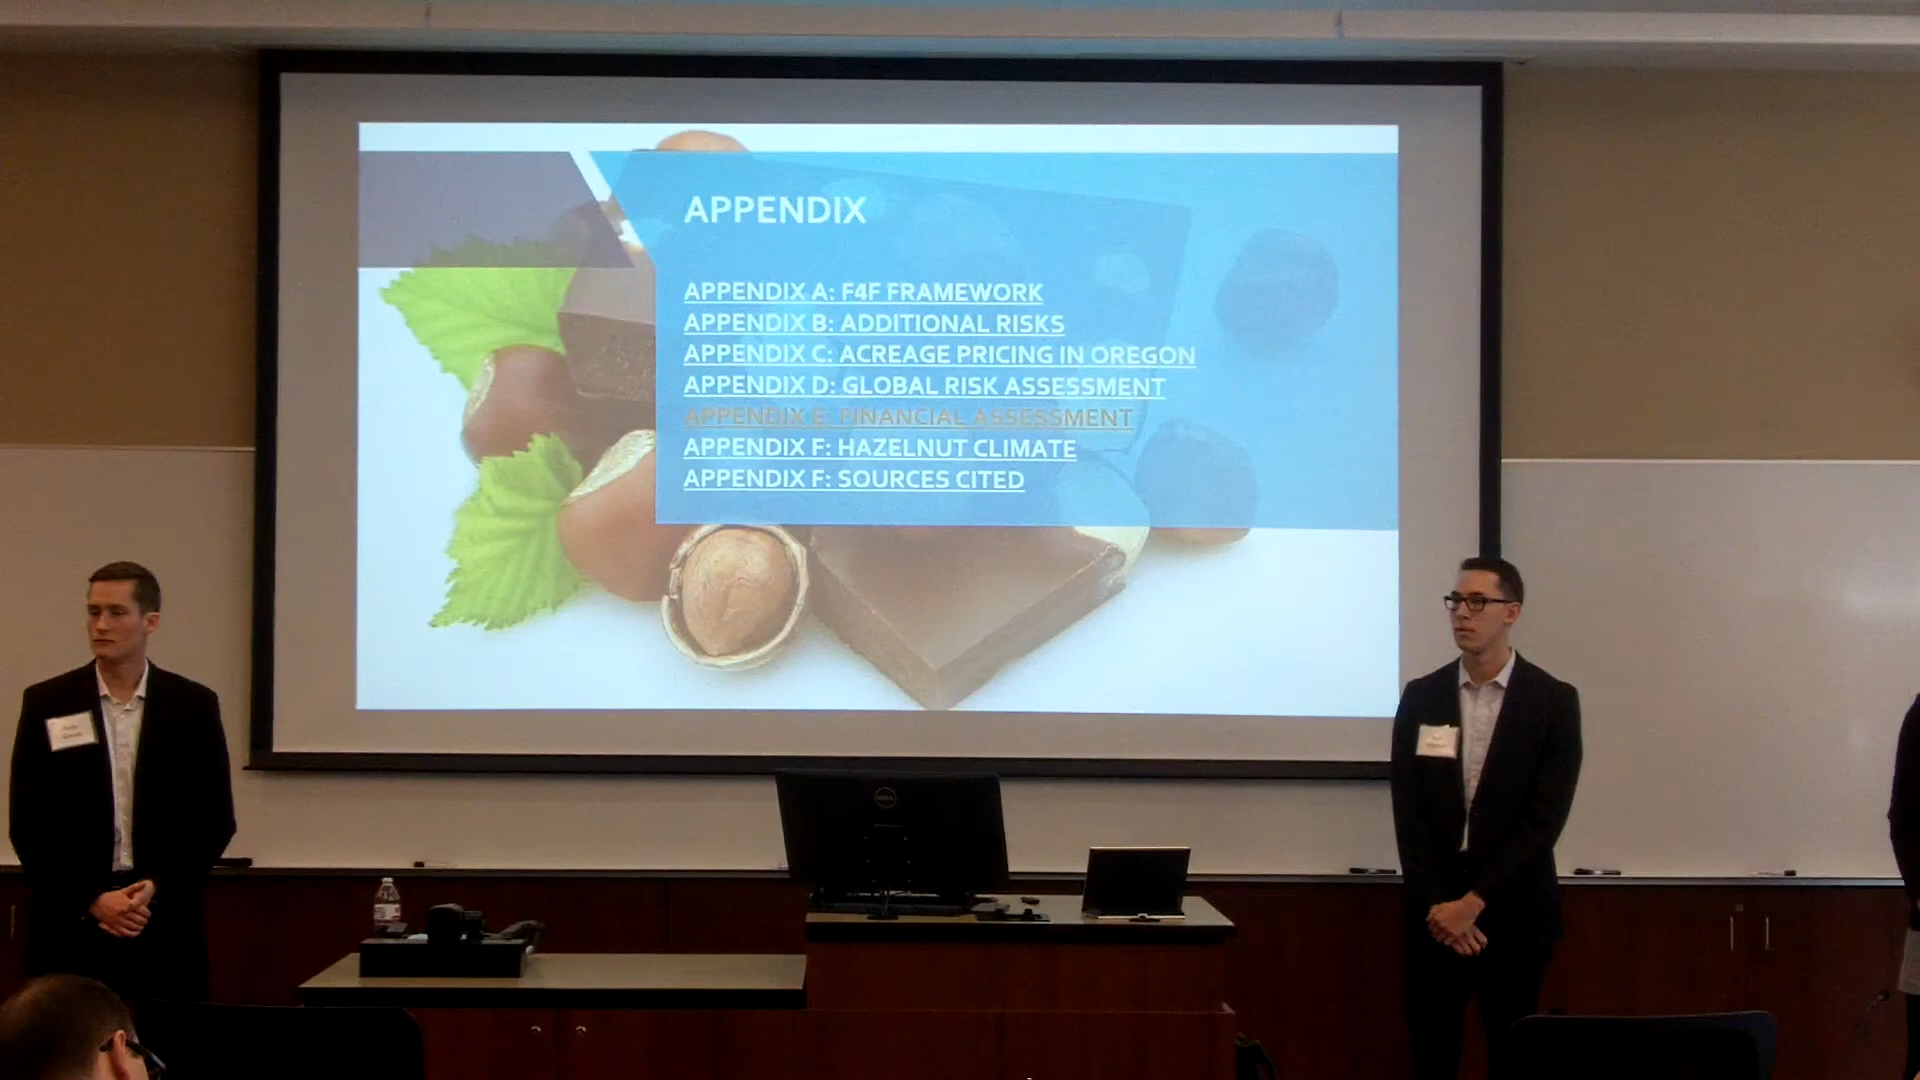 APPENDIX
APPENDIX A: F4F FRAMEWORK
APPENDIX B: ADDITIONAL RISKS
APPENDIX C: ACREAGE PRICING IN OREGON
APPENDIX D: GLOBAL RISK ASSESSMENT
APPENDIX E: FINANCIAL ASSESSMENT
APPENDIX F: HAZELNUT CLIMATE
APPENDIX F: SOURCES CITED
DELL